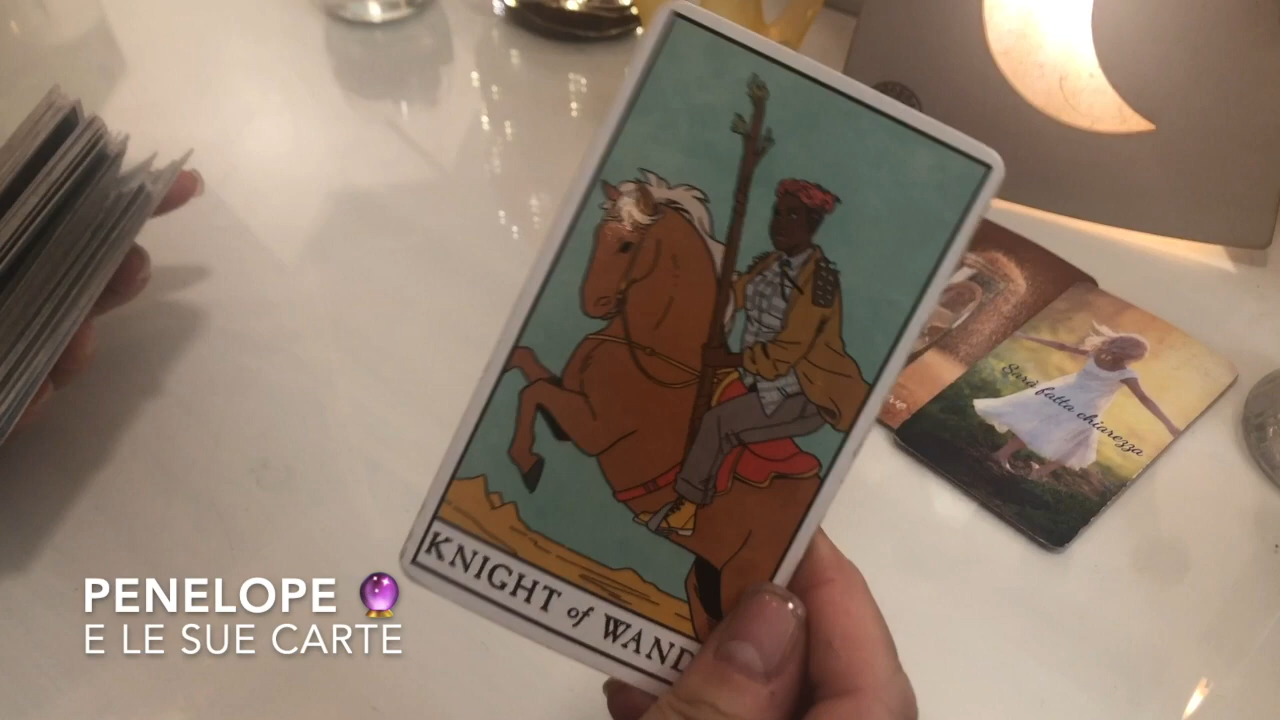 KNIGHT of WAND
Sarà fatta chiarezza
PENELOPE 🔮
E LE SUE CARTE